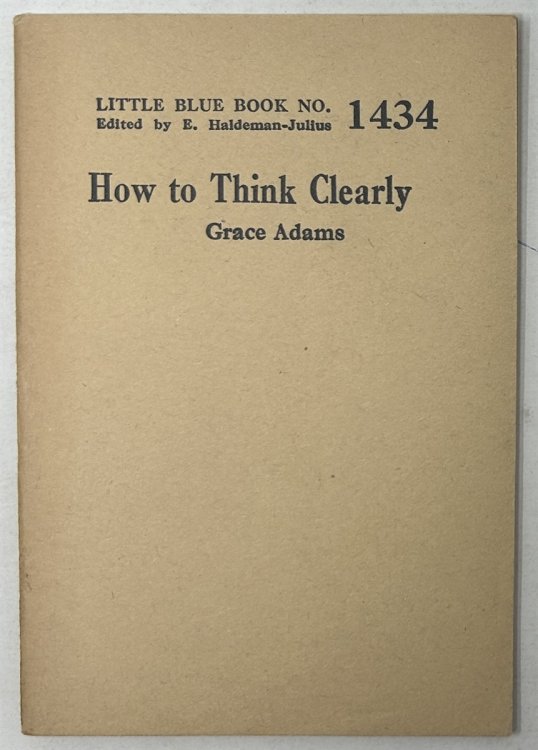 LITTLE BLUE BOOK NO. 1434
Edited by E. Haldeman-Julius
How to Think Clearly
Grace Adams